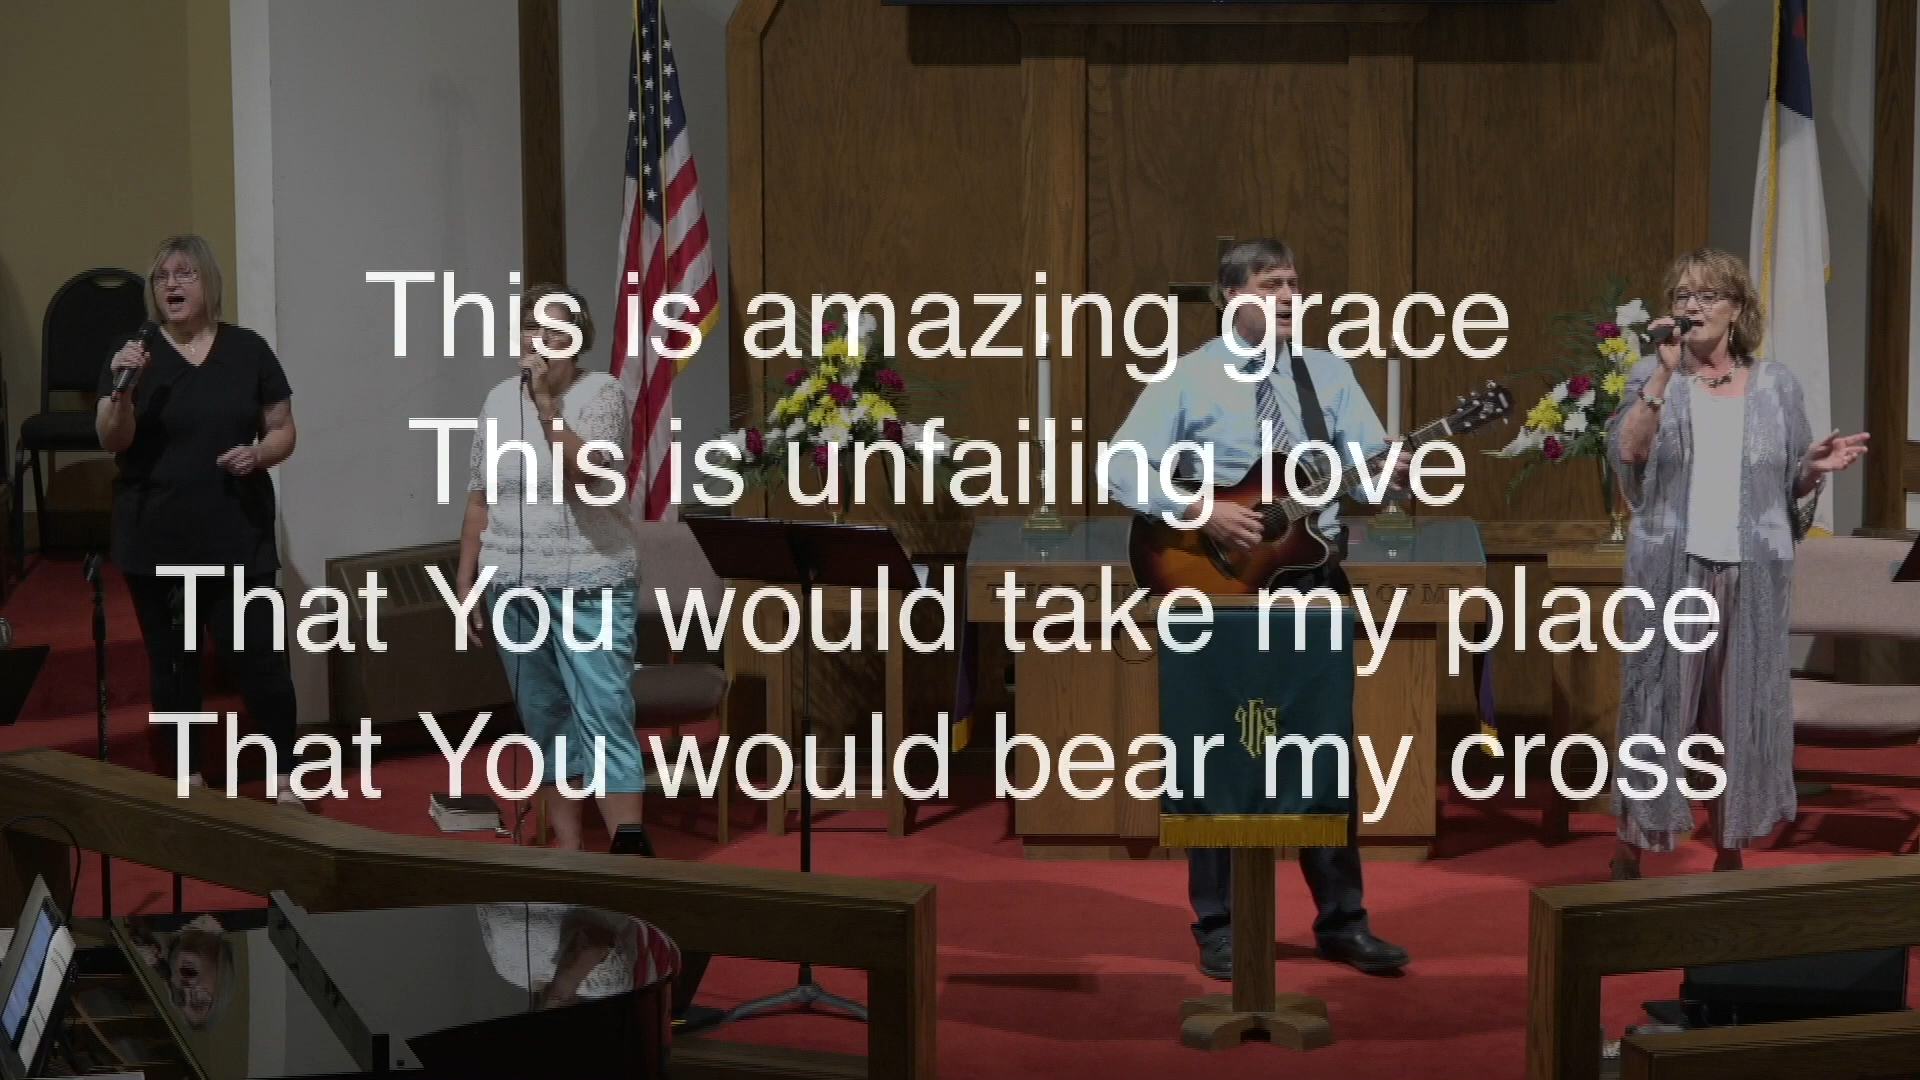 This is amazing grace
This is unfailing love
That You would take my place
That You would bear my cross
IHS